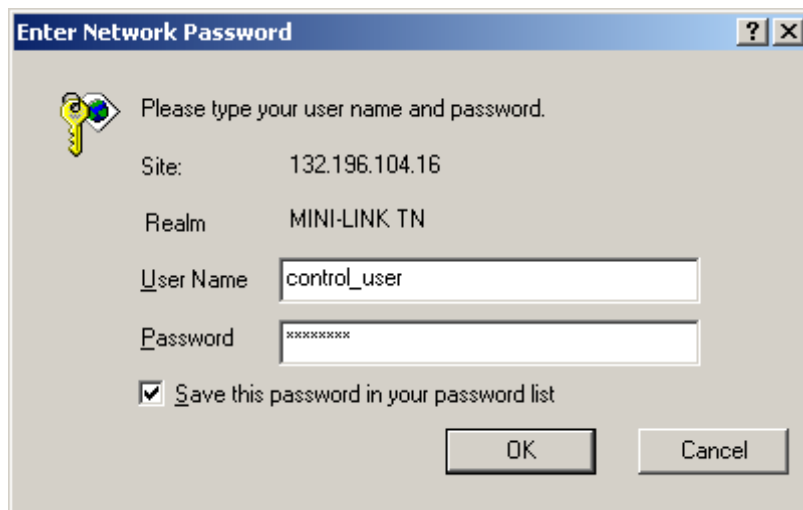 Enter Network Password
Please type your user name and password.
Site: 132.196.104.16
Realm MINI-LINK TN
User Name control_user
Password ********
Save this password in your password list
OK Cancel